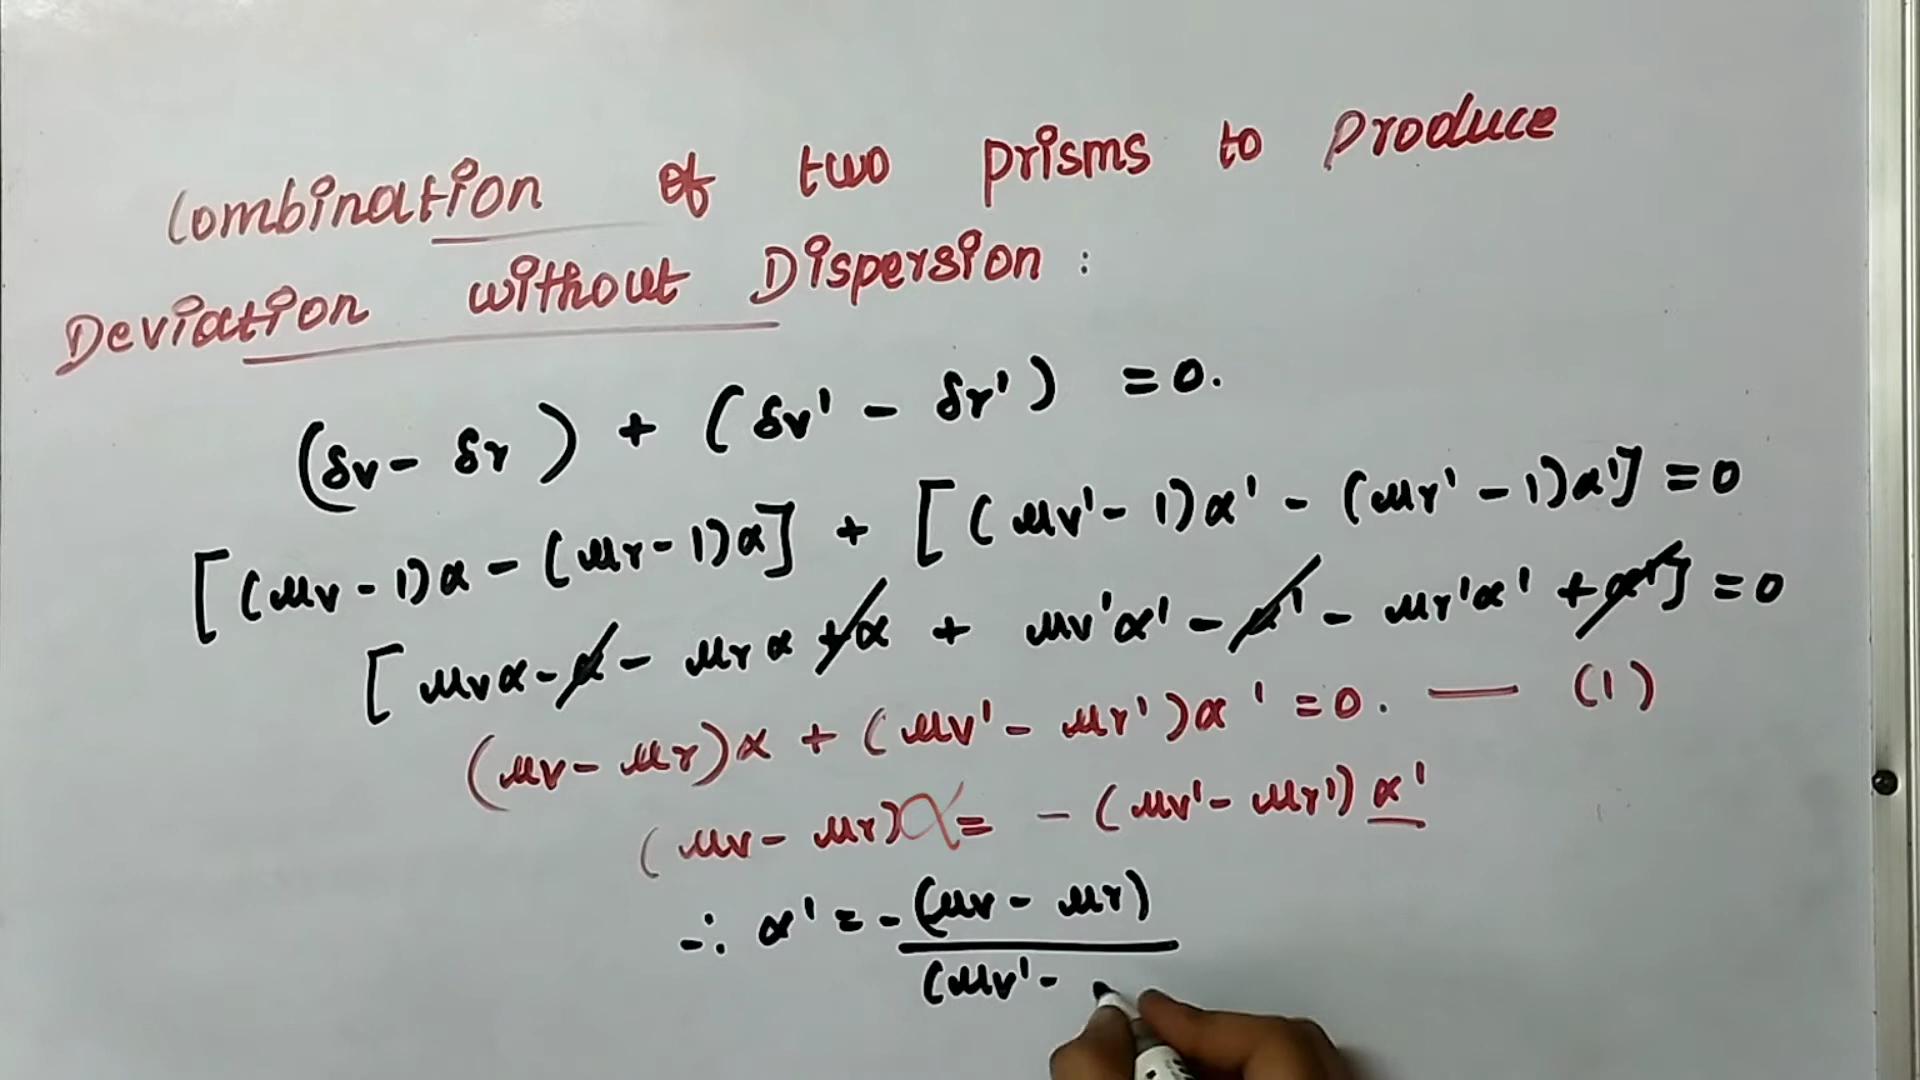 Combination of two prisms to produce
Deviation without Dispersion :
(δv - δr) + (δv' - δr') = 0.
[(μv - 1)α - (μr - 1)α] + [(μv' - 1)α' - (μr' - 1)α'] = 0
[μvα - α - μrα + α + μv'α' - α' - μr'α' + α'] = 0
(μv - μr)α + (μv' - μr')α' = 0. — (1)
(μv - μr)α = - (μv' - μr') α'
∴ α' = -(μv - μr)
(μv' -